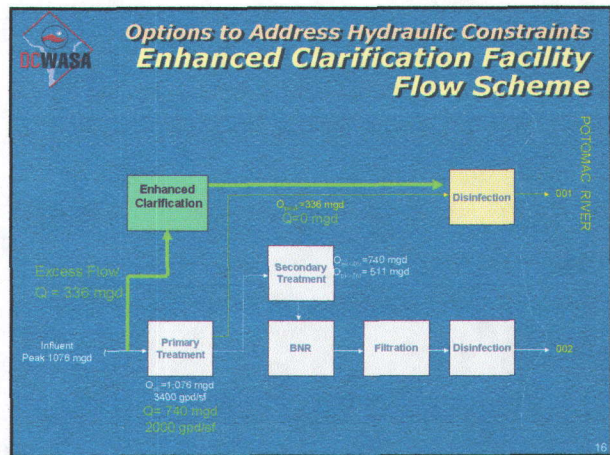 DCWASA
Options to Address Hydraulic Constraints
Enhanced Clarification Facility
Flow Scheme
POTOMAC RIVER
Enhanced
Clarification
Disinfection
001
=336 mgd
Q=0 mgd
Excess Flow
Q = 336 mgd
Secondary
Treatment
=740 mgd
= 511 mgd
Influent
Peak 1076 mgd
Primary
Treatment
BNR
Filtration
Disinfection
002
=1,076 mgd
3400 gpd/sf
Q= 740 mgd
2000 gpd/sf
16